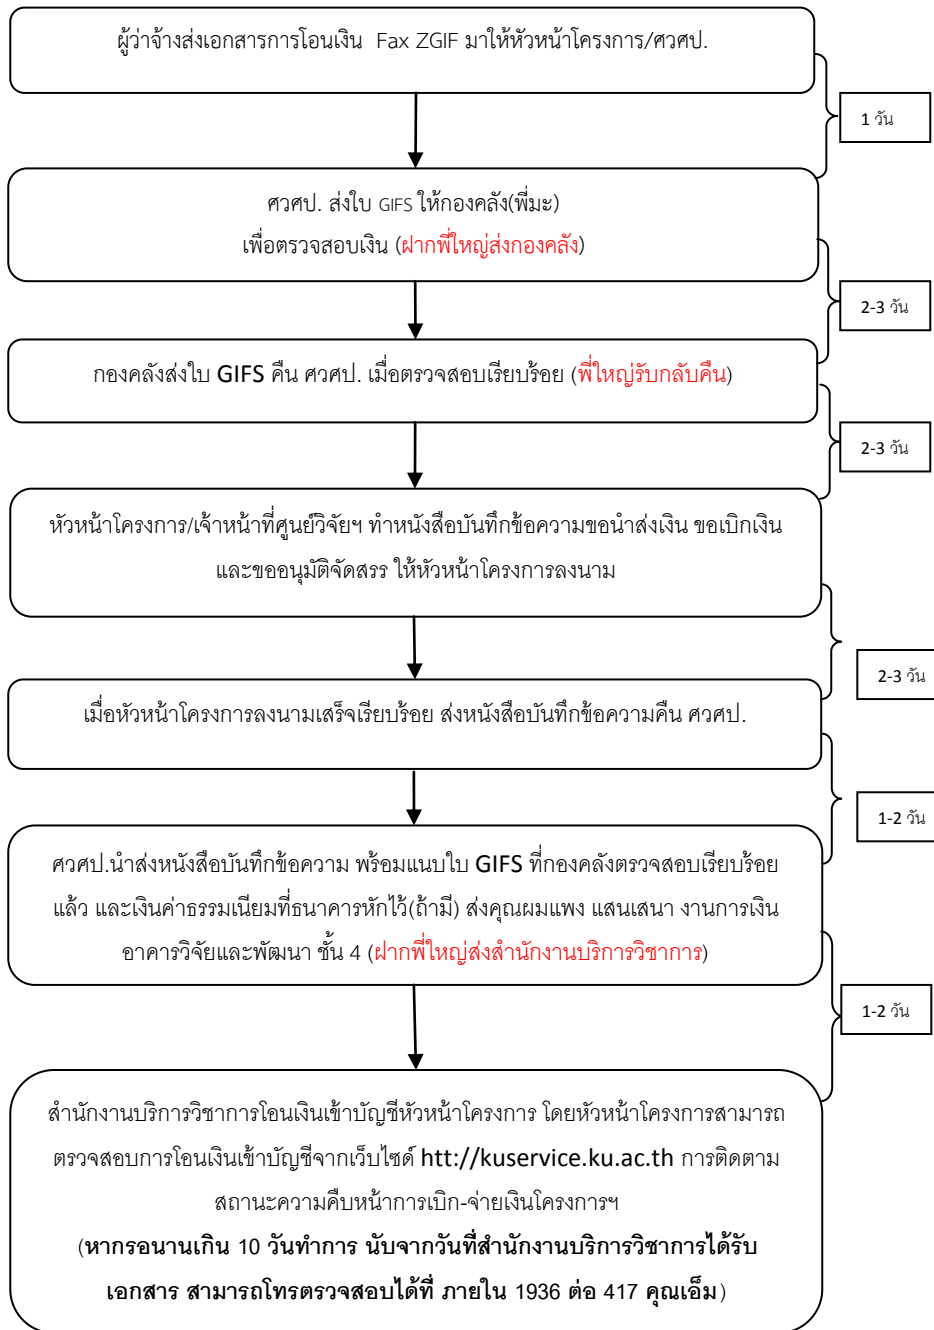 ผู้ว่าจ้างส่งเอกสารการโอนเงิน Fax ZGIF มาให้หัวหน้าโครงการ/ศวศป.
1 วัน
ศวศป. ส่งใบ GIFS ให้กองคลัง(พี่มะ)
เพื่อตรวจสอบเงิน (ฝากพี่ใหญ่ส่งกองคลัง)
2-3 วัน
กองคลังส่งใบ GIFS คืน ศวศป. เมื่อตรวจสอบเรียบร้อย (พี่ใหญ่รับกลับคืน)
2-3 วัน
หัวหน้าโครงการ/เจ้าหน้าที่ศูนย์วิจัยฯ ทำหนังสือบันทึกข้อความขอนำส่งเงิน ขอเบิกเงิน
และขออนุมัติจัดสรร ให้หัวหน้าโครงการลงนาม
2-3 วัน
เมื่อหัวหน้าโครงการลงนามเสร็จเรียบร้อย ส่งหนังสือบันทึกข้อความคืน ศวศป.
1-2 วัน
ศวศป.นำส่งหนังสือบันทึกข้อความ พร้อมแนบใบ GIFS ที่กองคลังตรวจสอบเรียบร้อย
แล้ว และเงินค่าธรรมเนียมที่ธนาคารหักไว้(ถ้ามี) ส่งคุณผมแพง แสนเสนา งานการเงิน
อาคารวิจัยและพัฒนา ชั้น 4 (ฝากพี่ใหญ่ส่งสำนักงานบริการวิชาการ)
1-2 วัน
สำนักงานบริการวิชาการโอนเงินเข้าบัญชีหัวหน้าโครงการ โดยหัวหน้าโครงการสามารถ
ตรวจสอบการโอนเงินเข้าบัญชีจากเว็บไซด์ htt://kuservice.ku.ac.th การติดตาม
สถานะความคืบหน้าการเบิก-จ่ายเงินโครงการฯ
(หากรอนานเกิน 10 วันทำการ นับจากวันที่สำนักงานบริการวิชาการได้รับ
เอกสาร สามารถโทรตรวจสอบได้ที่ ภายใน 1936 ต่อ 417 คุณเอ็ม)